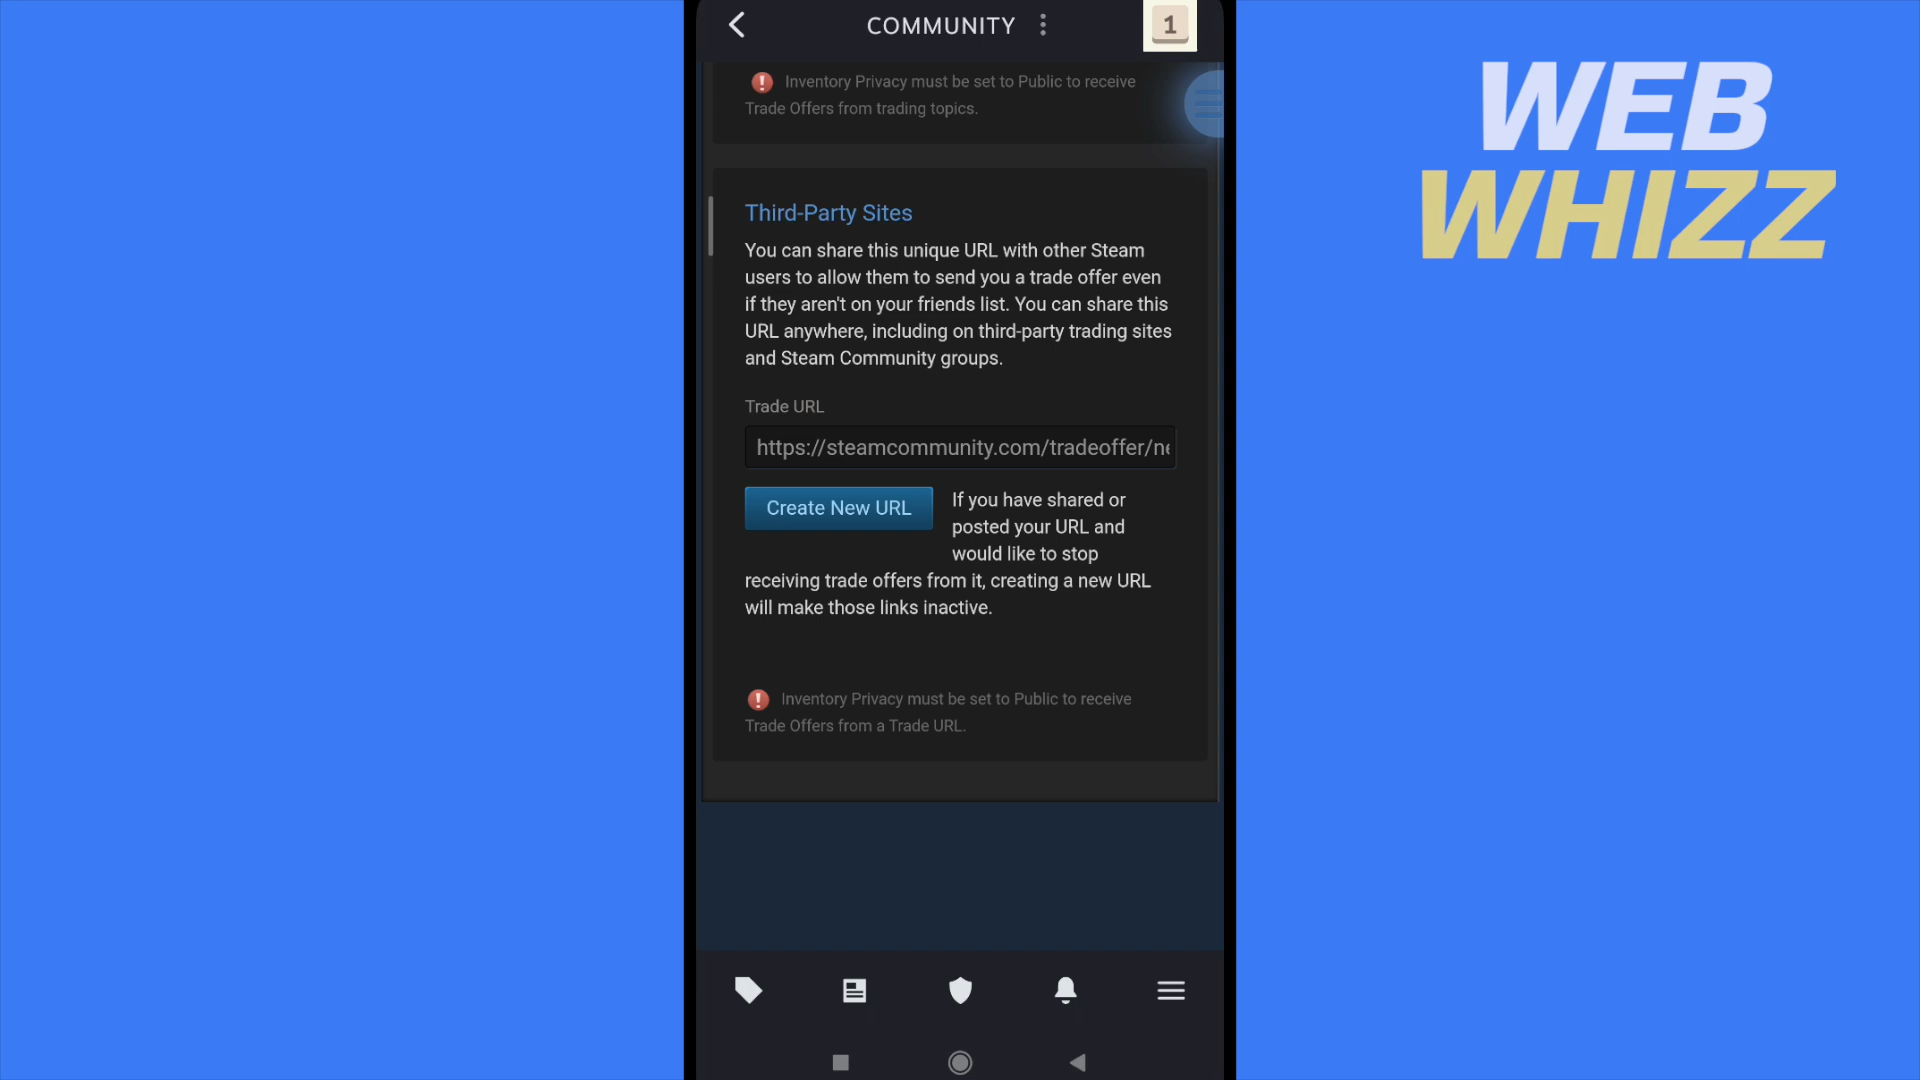 COMMUNITY
1
Inventory Privacy must be set to Public to receive
Trade Offers from trading topics.
Third-Party Sites
You can share this unique URL with other Steam
users to allow them to send you a trade offer even
if they aren't on your friends list. You can share this
URL anywhere, including on third-party trading sites
and Steam Community groups.
Trade URL
https://steamcommunity.com/tradeoffer/ne
Create New URL
If you have shared or
posted your URL and
would like to stop
receiving trade offers from it, creating a new URL
will make those links inactive.
Inventory Privacy must be set to Public to receive
Trade Offers from a Trade URL.
WEB
WHIZZ